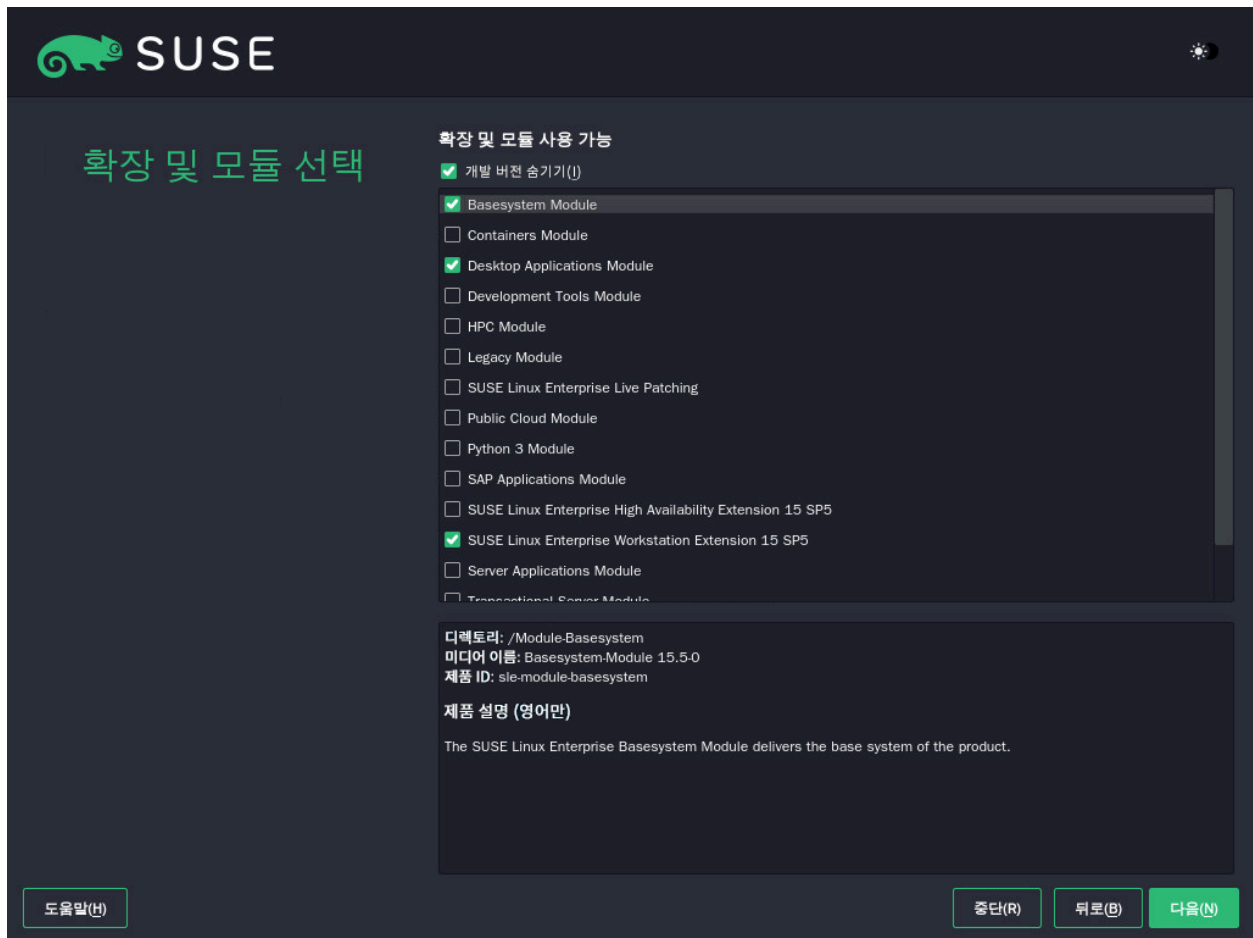 SUSE
확장 및 모듈 선택
확장 및 모듈 사용 가능
개발 버전 숨기기(I)
Basesystem Module
Containers Module
Desktop Applications Module
Development Tools Module
HPC Module
Legacy Module
SUSE Linux Enterprise Live Patching
Public Cloud Module
Python 3 Module
SAP Applications Module
SUSE Linux Enterprise High Availability Extension 15 SP5
SUSE Linux Enterprise Workstation Extension 15 SP5
Server Applications Module
Transactional Server Module
디렉토리: /Module-Basesystem
미디어 이름: Basesystem-Module 15.5-0
제품 ID: sle-module-basesystem
제품 설명 (영어만)
The SUSE Linux Enterprise Basesystem Module delivers the base system of the product.
도움말(H)
중단(R)
뒤로(B)
다음(N)